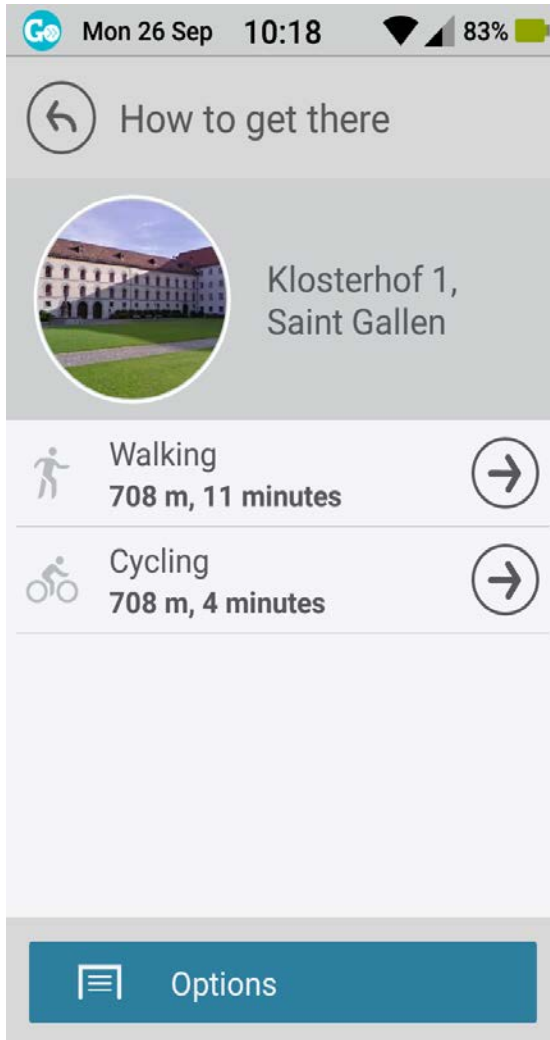 Go Mon 26 Sep 10:18 83%
How to get there
Klosterhof 1,
Saint Gallen
Walking
708 m, 11 minutes
Cycling
708 m, 4 minutes
Options